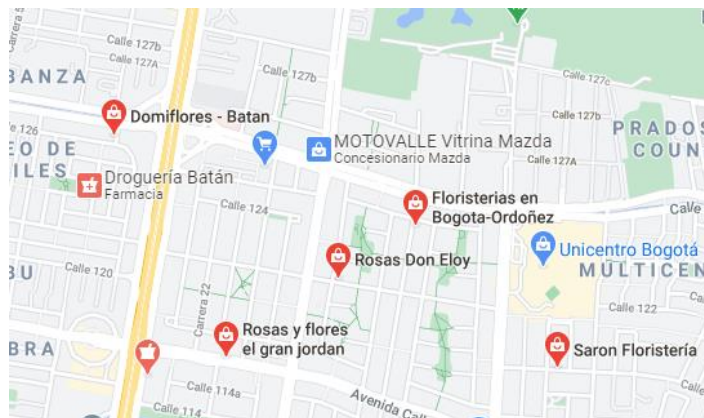 Calle 127b
Carrera 5
Calle 127A
Calle 127b
Calle 127c
BANZA
Domiflores - Batan
Calle 127b
126
MOTOVALLE Vitrina Mazda
Concesionario Mazda
PRADOS
COUN
EO DE
ILES
Droguería Batán
Farmacia
Calle 127A
Floristerias en
Bogota-Ordoñez
Calle 124
Calle
Unicentro Bogotá
Rosas Don Eloy
MULTICEN
BU
Calle 120
Carrera 22
Calle 122
Rosas y flores
el gran jordan
BRA
Saron Floristería
Calle 114a
Calle 114
Avenida Call